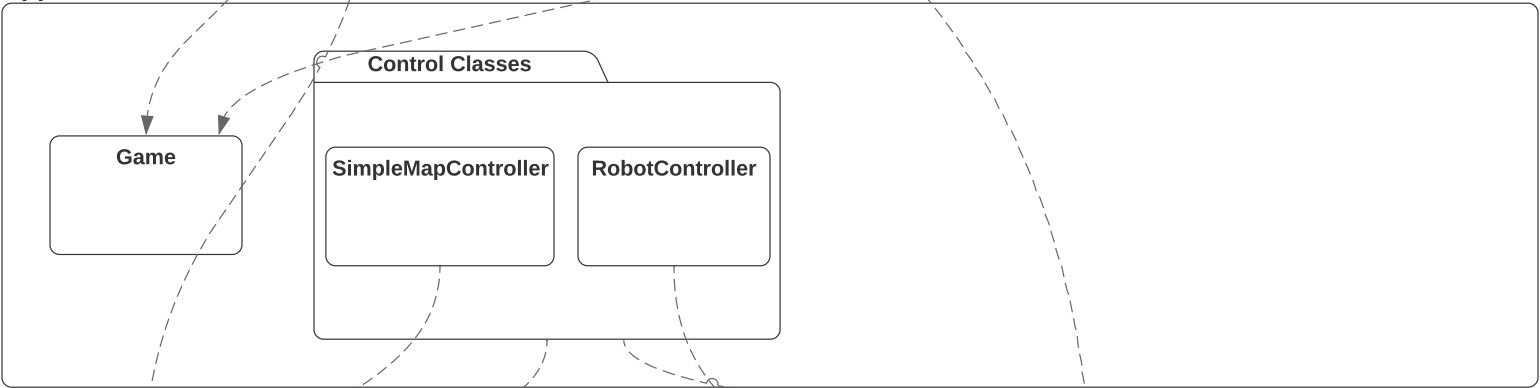 Control Classes
Game
SimpleMapController
RobotController